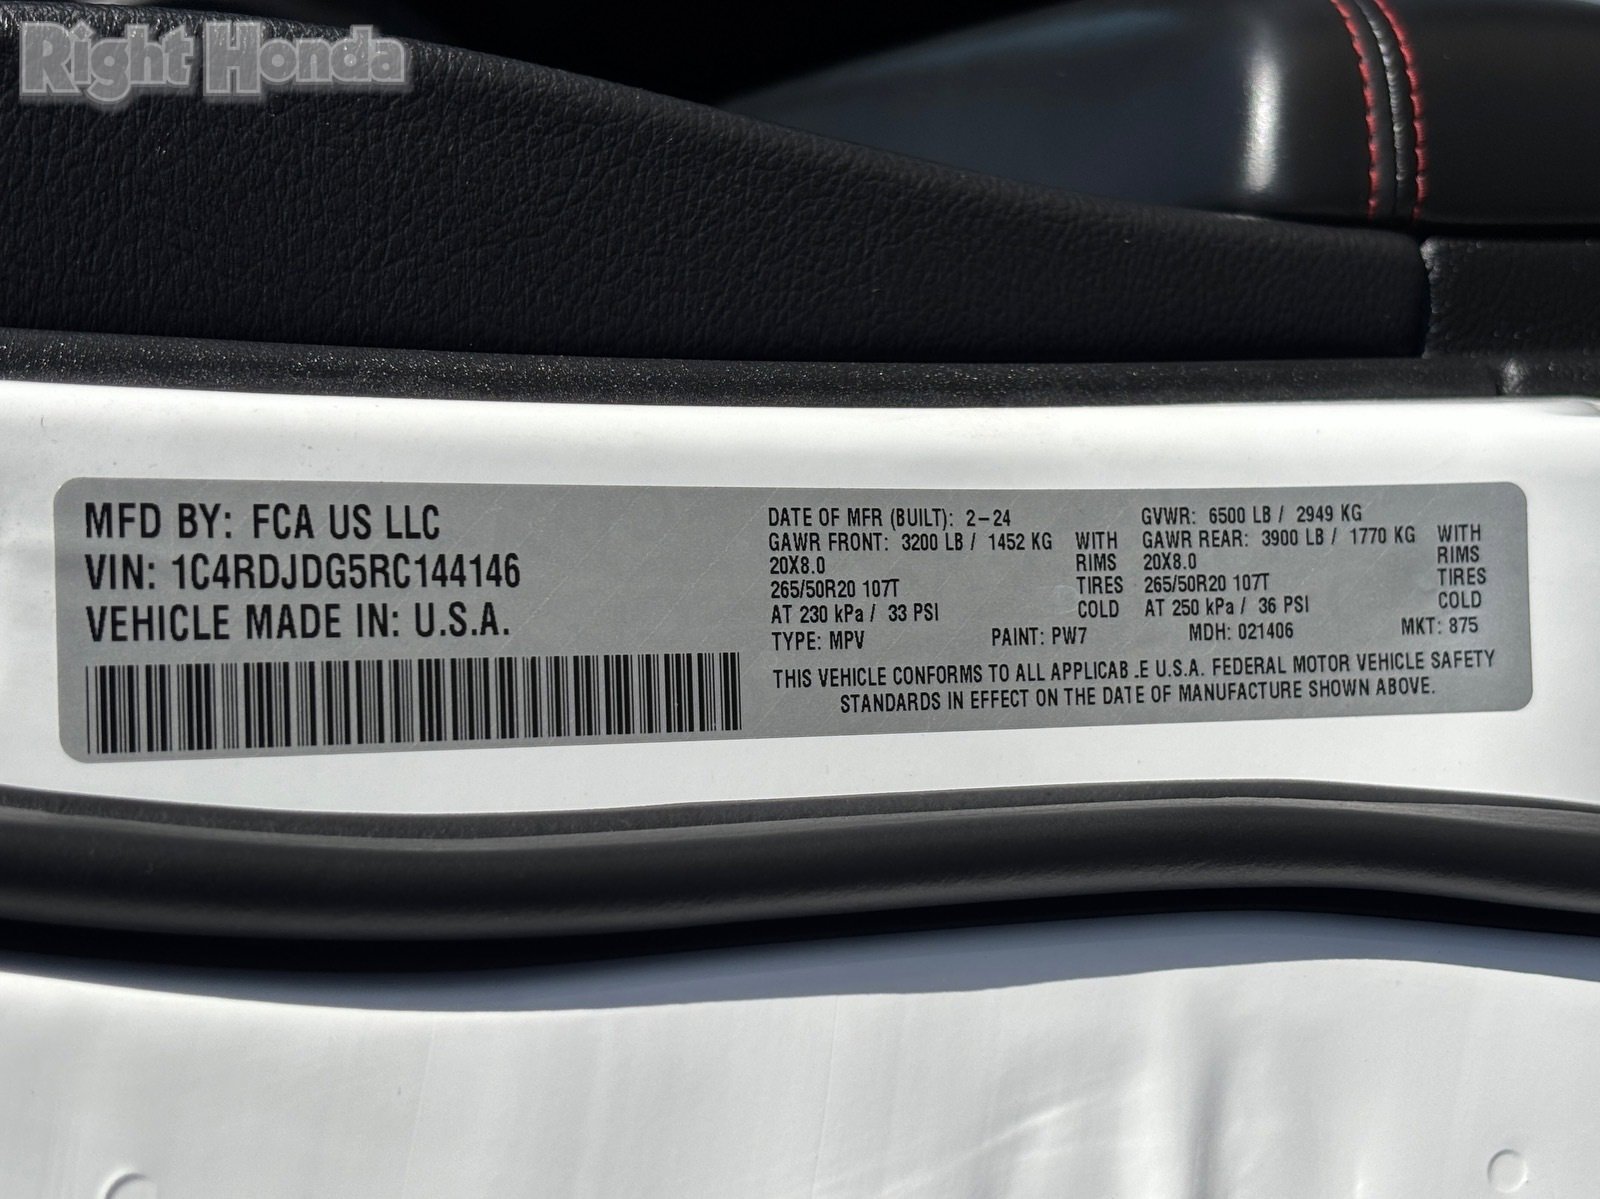 Right Honda
MFD BY: FCA US LLC
VIN: 1C4RDJDG5RC144146
VEHICLE MADE IN: U.S.A.
DATE OF MFR (BUILT): 2-24 GVWR: 6500 LB / 2949 KG
GAWR FRONT: 3200 LB / 1452 KG WITH GAWR REAR: 3900 LB / 1770 KG WITH
20X8.0 RIMS 20X8.0 RIMS
265/50R20 107T TIRES 265/50R20 107T TIRES
AT 230 kPa / 33 PSI COLD AT 250 kPa / 36 PSI COLD
TYPE: MPV PAINT: PW7 MDH: 021406 MKT: 875
THIS VEHICLE CONFORMS TO ALL APPLICAB.E U.S.A. FEDERAL MOTOR VEHICLE SAFETY
STANDARDS IN EFFECT ON THE DATE OF MANUFACTURE SHOWN ABOVE.